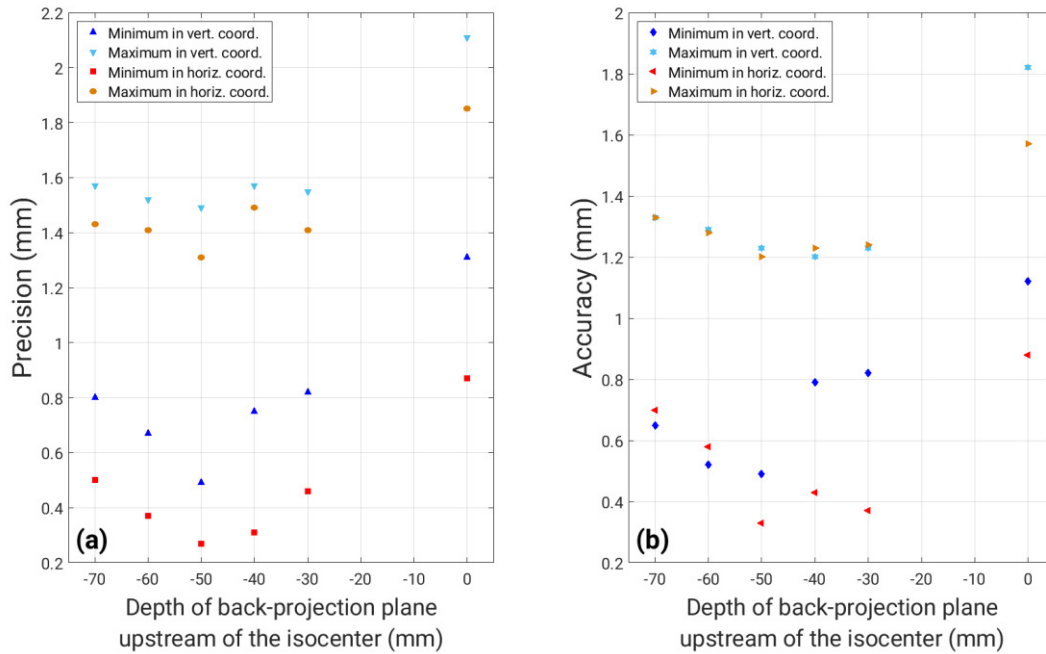 2.2
2
1.8
1.6
1.4
1.2
1
0.8
0.6
0.4
0.2
Precision (mm)
Minimum in vert. coord.
Maximum in vert. coord.
Minimum in horiz. coord.
Maximum in horiz. coord.
(a)
-70 -60 -50 -40 -30 -20 -10 0
Depth of back-projection plane
upstream of the isocenter (mm)
2
1.8
1.6
1.4
1.2
1
0.8
0.6
0.4
0.2
Accuracy (mm)
Minimum in vert. coord.
Maximum in vert. coord.
Minimum in horiz. coord.
Maximum in horiz. coord.
(b)
-70 -60 -50 -40 -30 -20 -10 0
Depth of back-projection plane
upstream of the isocenter (mm)